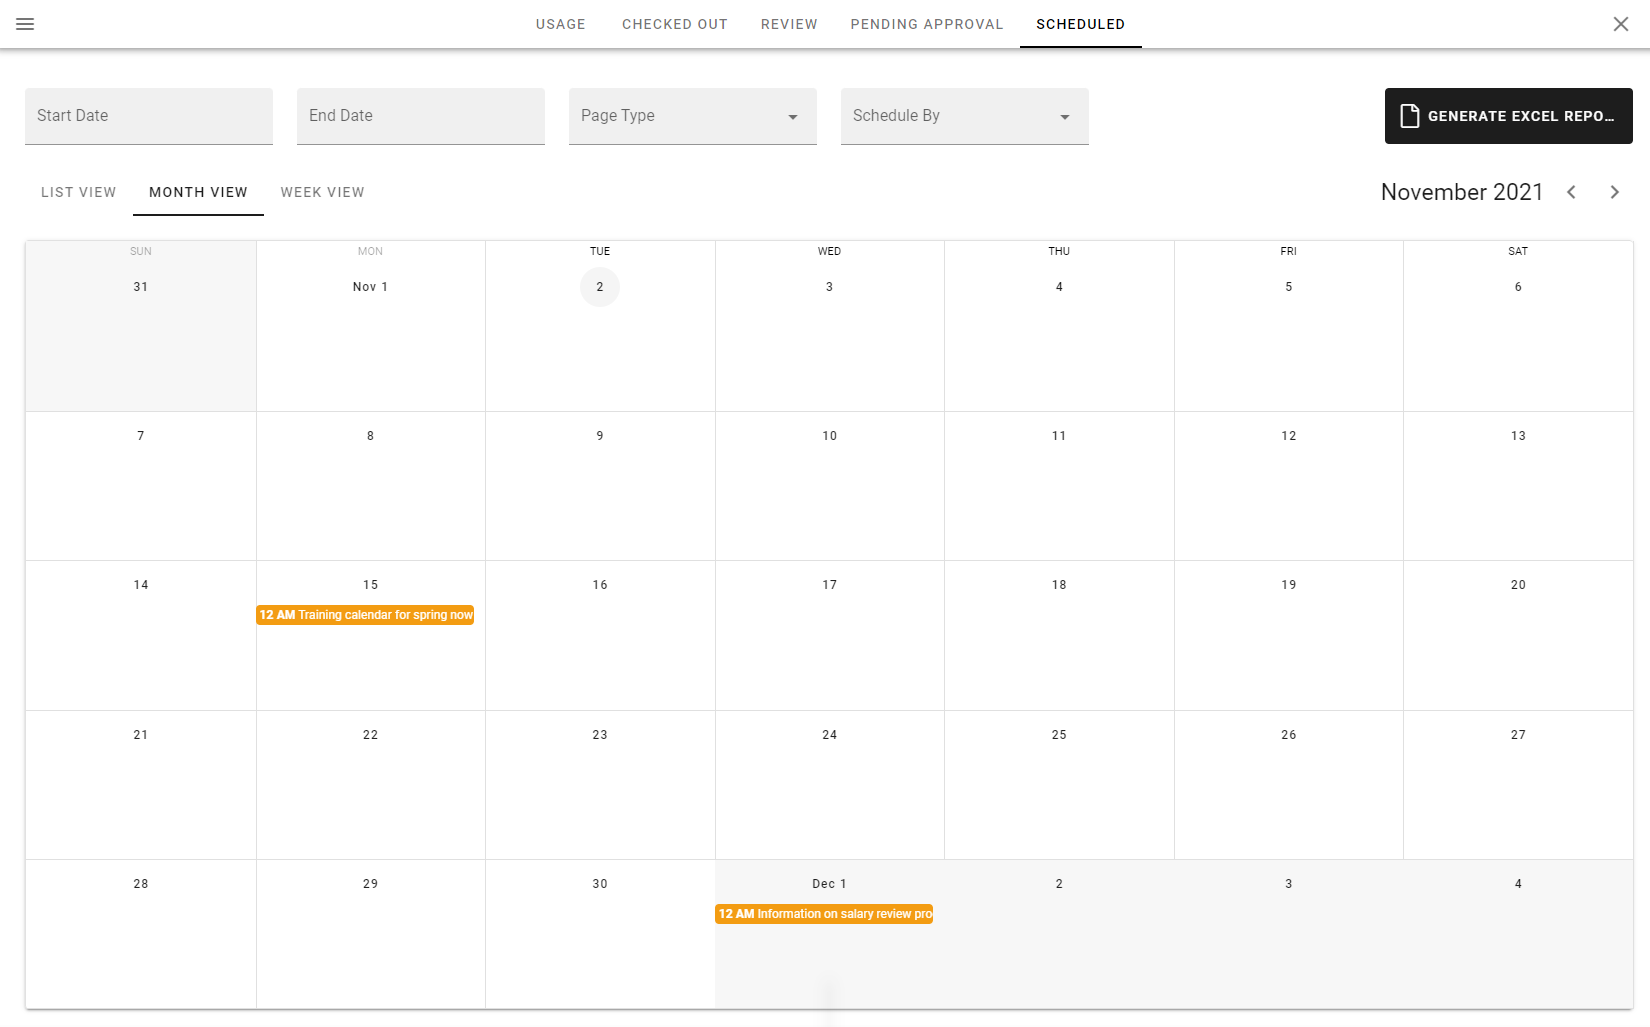 USAGE CHECKED OUT REVIEW PENDING APPROVAL SCHEDULED
Start Date End Date Page Type Schedule By GENERATE EXCEL REPO...
LIST VIEW MONTH VIEW WEEK VIEW November 2021
SUN MON TUE WED THU FRI SAT
31 Nov 1 2 3 4 5 6
7 8 9 10 11 12 13
14 15 16 17 18 19 20
12 AM Training calendar for spring now
21 22 23 24 25 26 27
28 29 30 Dec 1 2 3 4
12 AM Information on salary review pro